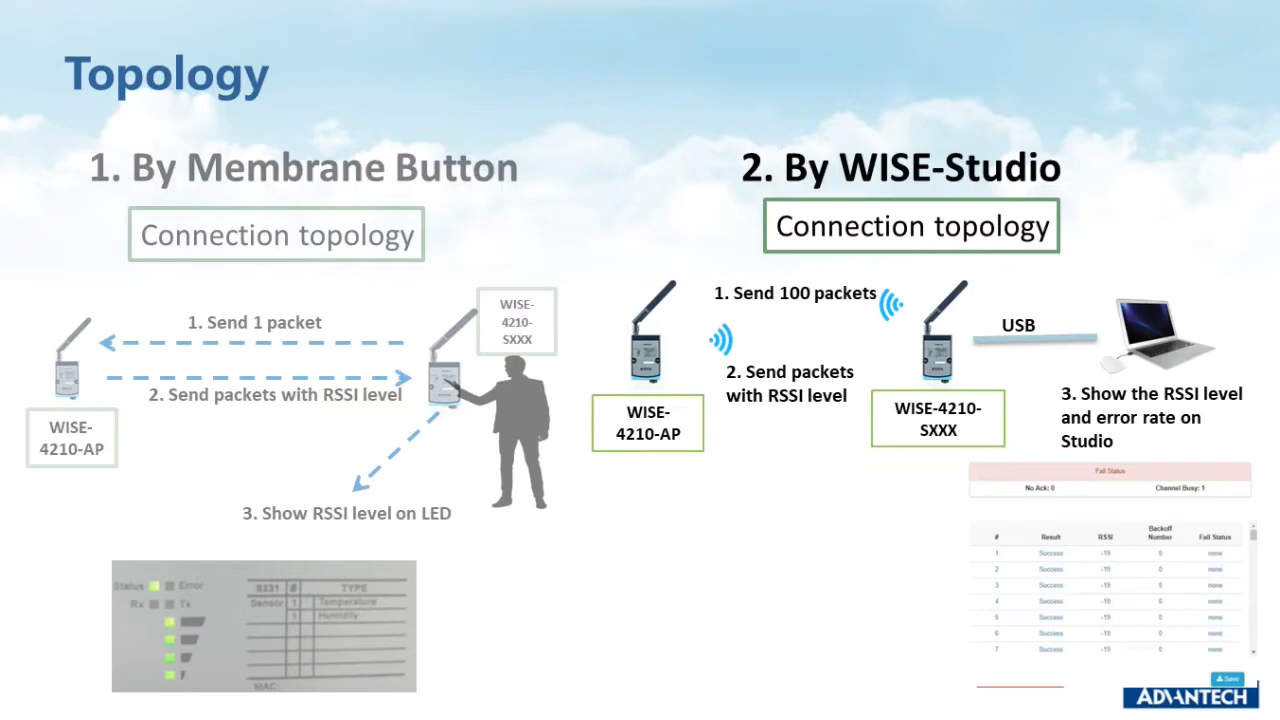 Topology
1. By Membrane Button
Connection topology
WISE-
4210-
SXXX
1. Send 1 packet
2. Send packets with RSSI level
WISE-
4210-AP
3. Show RSSI level on LED
Status Error
Rx Tx
S231 # TYPE
Sensor 1 Temperature
1 Humidity
MAC:
2. By WISE-Studio
Connection topology
1. Send 100 packets
USB
2. Send packets
with RSSI level
WISE-
4210-AP
WISE-4210-
SXXX
3. Show the RSSI level
and error rate on
Studio
Fail Status
No Ack: 0 Channel Busy: 1
# Result RSSI Backoff Number Fail Status
1 Success -19 0 none
2 Success -19 0 none
3 Success -19 0 none
4 Success -19 0 none
5 Success -19 0 none
6 Success -19 0 none
7 Success -19 0 none
Save
ADVANTECH